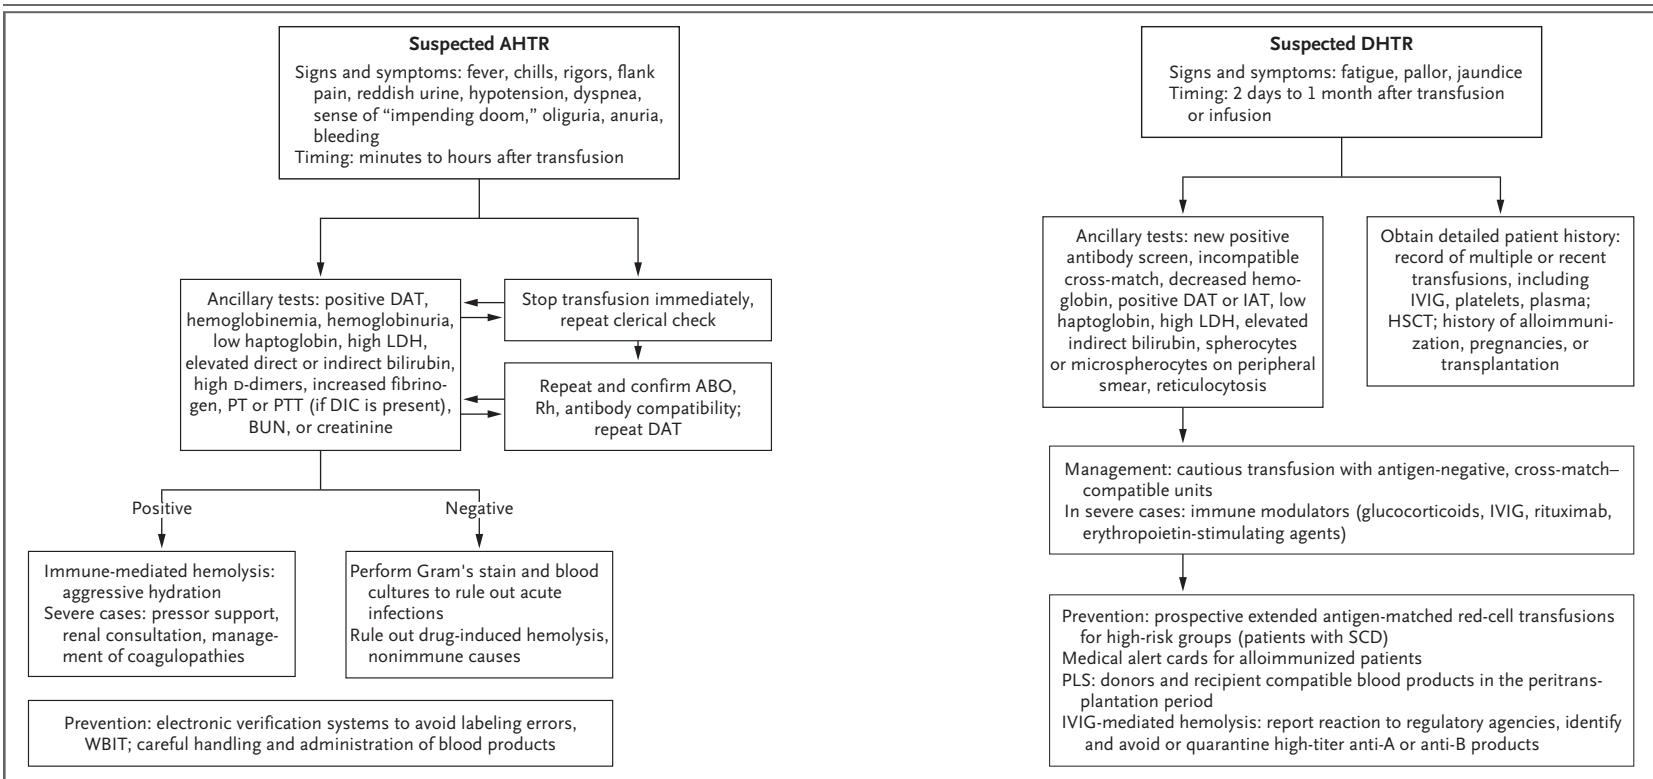 Suspected AHTR
Signs and symptoms: fever, chills, rigors, flank
pain, reddish urine, hypotension, dyspnea,
sense of “impending doom,” oliguria, anuria,
bleeding
Timing: minutes to hours after transfusion
Ancillary tests: positive DAT,
hemoglobinemia, hemoglobinuria,
low haptoglobin, high LDH,
elevated direct or indirect bilirubin,
high D-dimers, increased fibrino-
gen, PT or PTT (if DIC is present),
BUN, or creatinine
Stop transfusion immediately,
repeat clerical check
Repeat and confirm ABO,
Rh, antibody compatibility;
repeat DAT
Positive
Negative
Immune-mediated hemolysis:
aggressive hydration
Severe cases: pressor support,
renal consultation, manage-
ment of coagulopathies
Perform Gram's stain and blood
cultures to rule out acute
infections
Rule out drug-induced hemolysis,
nonimmune causes
Prevention: electronic verification systems to avoid labeling errors,
WBIT; careful handling and administration of blood products
Suspected DHTR
Signs and symptoms: fatigue, pallor, jaundice
Timing: 2 days to 1 month after transfusion
or infusion
Ancillary tests: new positive
antibody screen, incompatible
cross-match, decreased hemo-
globin, positive DAT or IAT, low
haptoglobin, high LDH, elevated
indirect bilirubin, spherocytes
or microspherocytes on peripheral
smear, reticulocytosis
Obtain detailed patient history:
record of multiple or recent
transfusions, including
IVIG, platelets, plasma;
HSCT; history of alloimmuni-
zation, pregnancies, or
transplantation
Management: cautious transfusion with antigen-negative, cross-match–
compatible units
In severe cases: immune modulators (glucocorticoids, IVIG, rituximab,
erythropoietin-stimulating agents)
Prevention: prospective extended antigen-matched red-cell transfusions
for high-risk groups (patients with SCD)
Medical alert cards for alloimmunized patients
PLS: donors and recipient compatible blood products in the peritrans-
plantation period
IVIG-mediated hemolysis: report reaction to regulatory agencies, identify
and avoid or quarantine high-titer anti-A or anti-B products